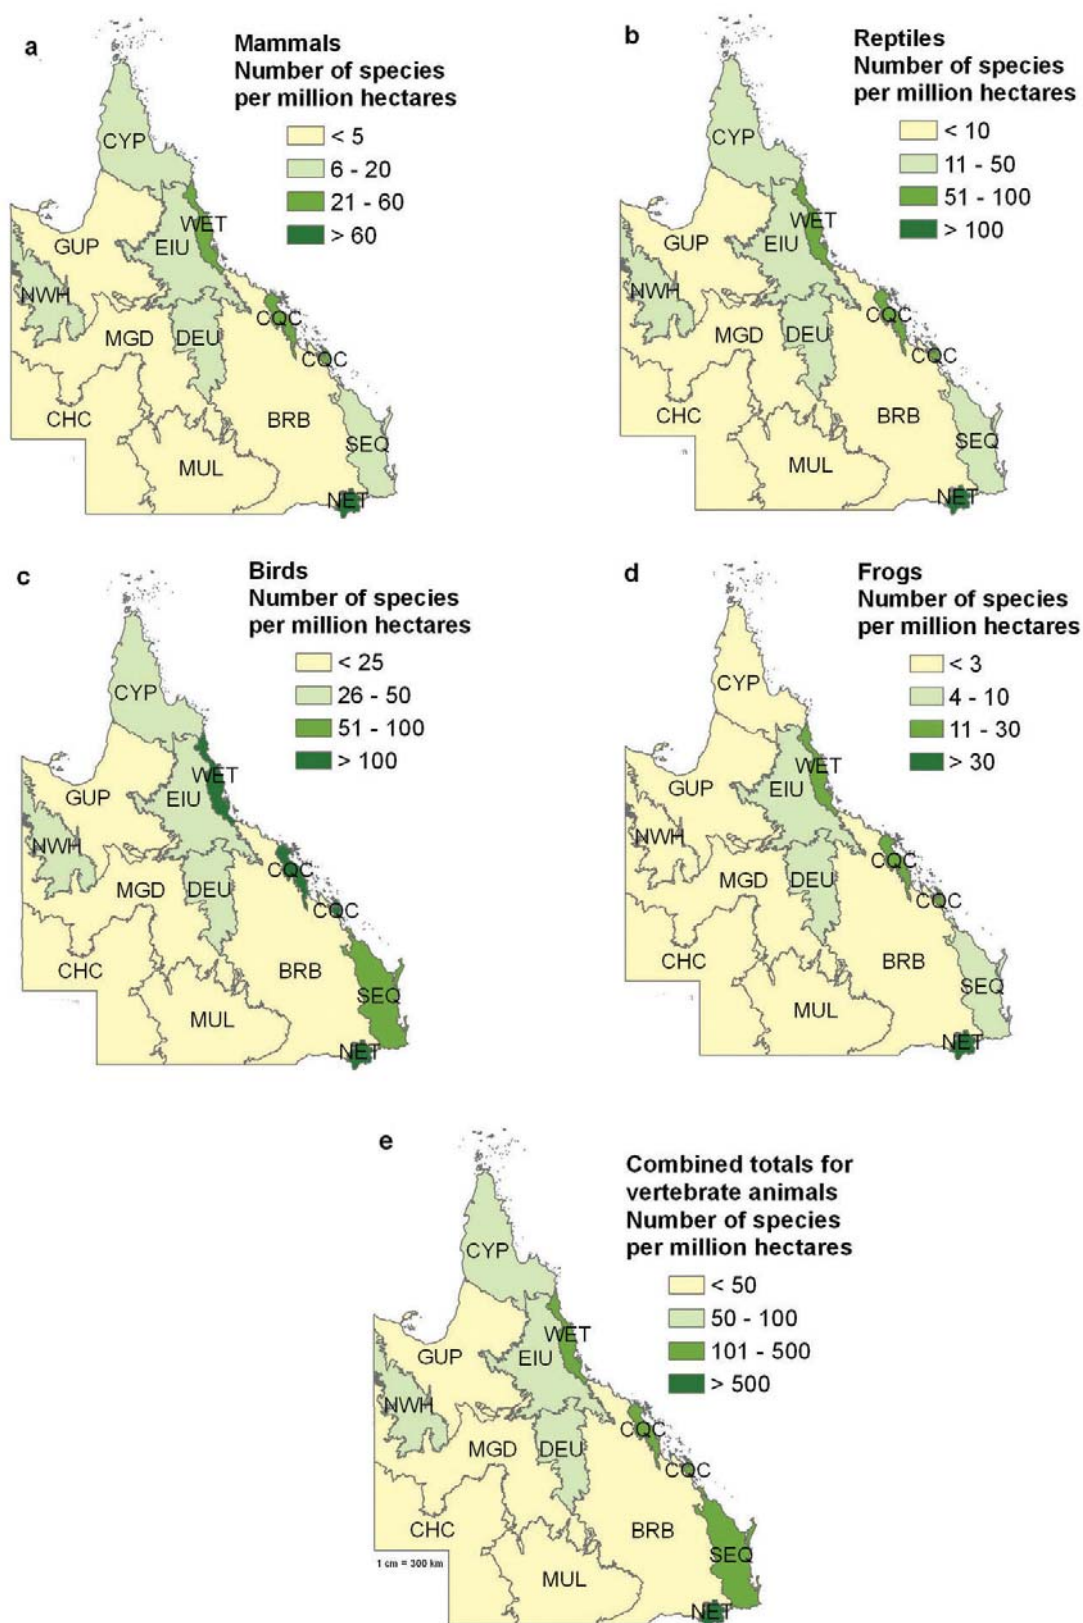 a
Mammals
Number of species
per million hectares
< 5
6 - 20
21 - 60
> 60
CYP
WET
GUP
EIU
NWH
CQC
MGD
DEU
CQC
CHC
BRB
SEQ
MUL
NET
b
Reptiles
Number of species
per million hectares
< 10
11 - 50
51 - 100
> 100
CYP
WET
GUP
EIU
NWH
CQC
MGD
DEU
CQC
CHC
BRB
SEQ
MUL
NET
c
Birds
Number of species
per million hectares
< 25
26 - 50
51 - 100
> 100
CYP
WET
GUP
EIU
NWH
CQC
MGD
DEU
CQC
CHC
BRB
SEQ
MUL
NET
d
Frogs
Number of species
per million hectares
< 3
4 - 10
11 - 30
> 30
CYP
WET
GUP
EIU
NWH
CQC
MGD
DEU
CQC
CHC
BRB
SEQ
MUL
NET
e
Combined totals for
vertebrate animals
Number of species
per million hectares
< 50
50 - 100
101 - 500
> 500
CYP
WET
GUP
EIU
NWH
CQC
MGD
DEU
CQC
CHC
BRB
SEQ
1 cm = 300 km
MUL
NET